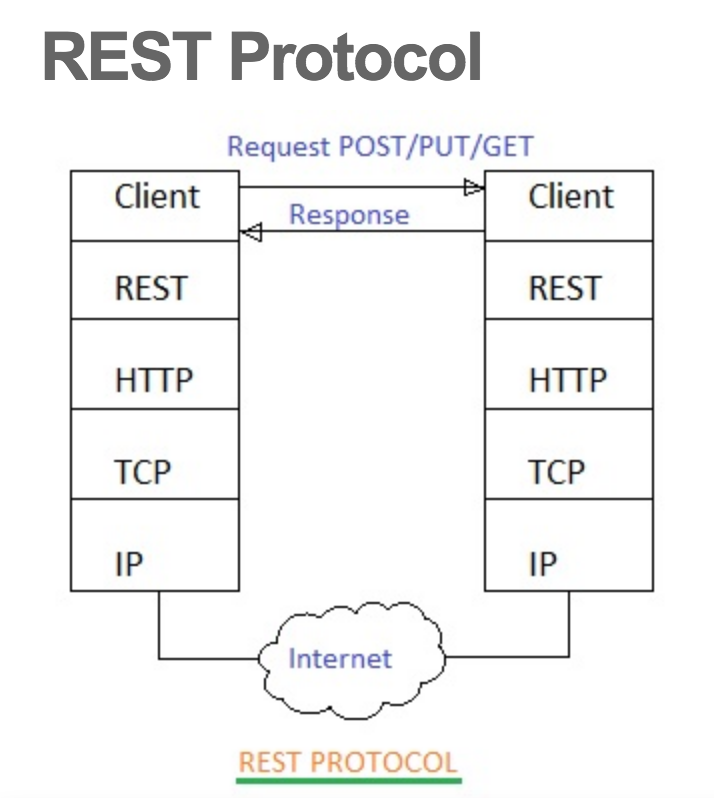 REST Protocol
Request POST/PUT/GET
Client
Response
Client
REST
REST
HTTP
HTTP
TCP
TCP
IP
IP
Internet
REST PROTOCOL